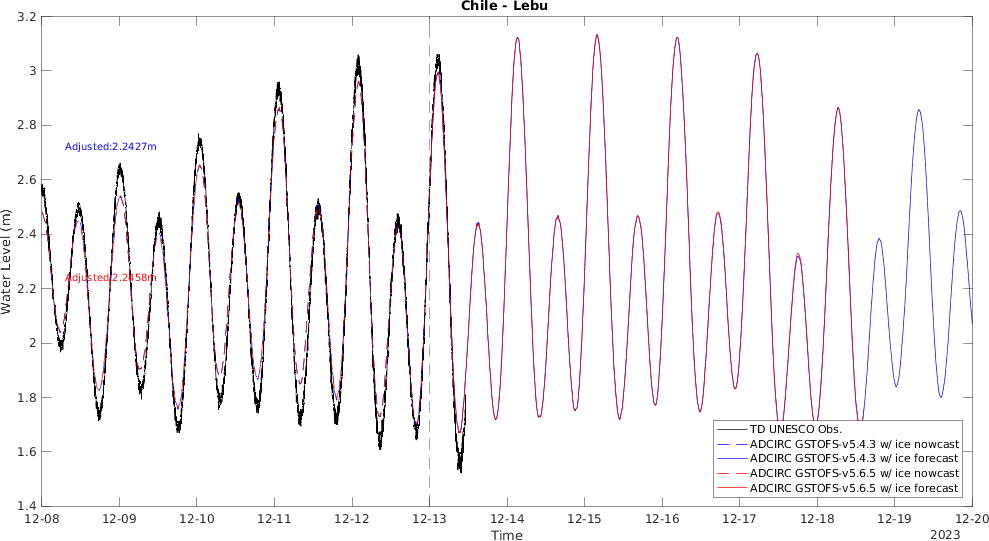 Chile - Lebu
3.2
3
2.8
2.6
2.4
2.2
2
1.8
1.6
1.4
Water Level (m)
Adjusted:2.2427m
Adjusted:2.2458m
TD UNESCO Obs.
ADCIRC GSTOFS-v5.4.3 w/ ice nowcast
ADCIRC GSTOFS-v5.4.3 w/ ice forecast
ADCIRC GSTOFS-v5.6.5 w/ ice nowcast
ADCIRC GSTOFS-v5.6.5 w/ ice forecast
12-08 12-09 12-10 12-11 12-12 12-13 12-14 12-15 12-16 12-17 12-18 12-19 12-20
Time
2023